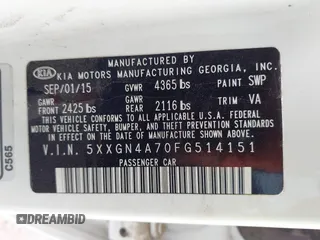 MANUFACTURED BY
KIA KIA MOTORS MANUFACTURING GEORGIA, INC.
SEP/01/15 GVWR 4365 lbs PAINT SWP
GAWR FRONT 2425 lbs GAWR REAR 2116 lbs TRIM VA
THIS VEHICLE CONFORMS TO ALL APPLICABLE U.S.
FEDERAL MOTOR VEHICLE SAFETY, BUMPER, AND
THEFT PREVENTION STANDARDS IN EFFECT ON THE
DATE OF MANUFACTURE SHOWN ABOVE.
V.I.N. 5XXGN4A70FG514151
PASSENGER CAR
C565
DREAMBID